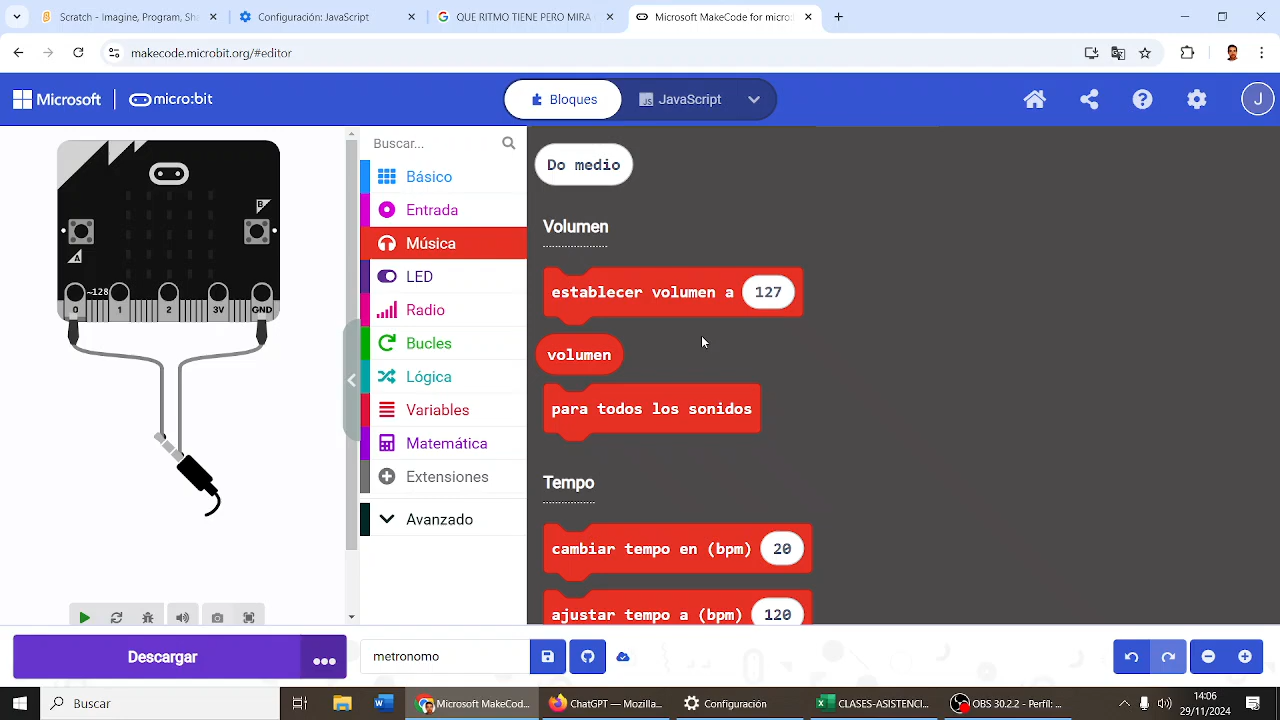 Scratch - Imagine, Program, Sh
Configuración: JavaScript
QUE RITMO TIENE PERO MIRA
Microsoft MakeCode for micro:
makecode.microbit.org/#editor
Microsoft
micro:bit
Bloques
JavaScript
J
Buscar...
Básico
Entrada
Música
LED
Radio
Bucles
Lógica
Variables
Matemática
Extensiones
Avanzado
A
B
~128
0 1 2 3V GND
Do medio
Volumen
establecer volumen a 127
volumen
para todos los sonidos
Tempo
cambiar tempo en (bpm) 20
ajustar tempo a (bpm) 120
Descargar
metronomo
Buscar
Microsoft MakeCod...
ChatGPT — Mozilla...
Configuración
CLASES-ASISTENCI...
OBS 30.2.2 - Perfil: ...
14:06
29/11/2024